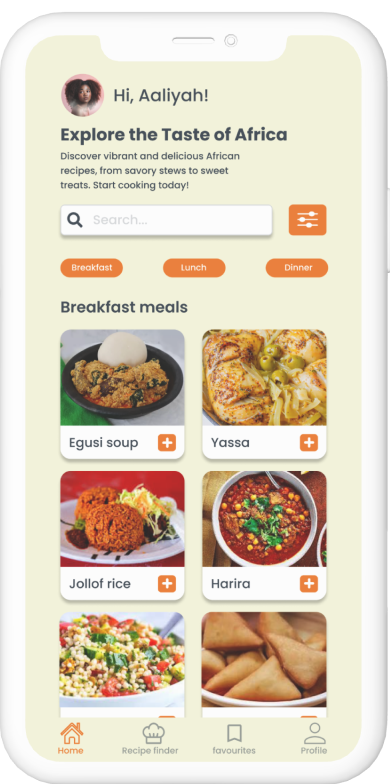 Hi, Aaliyah!
Explore the Taste of Africa
Discover vibrant and delicious African
recipes, from savory stews to sweet
treats. Start cooking today!
Search...
Breakfast Lunch Dinner
Breakfast meals
Egusi soup Yassa
Jollof rice Harira
Home Recipe finder favourites Profile